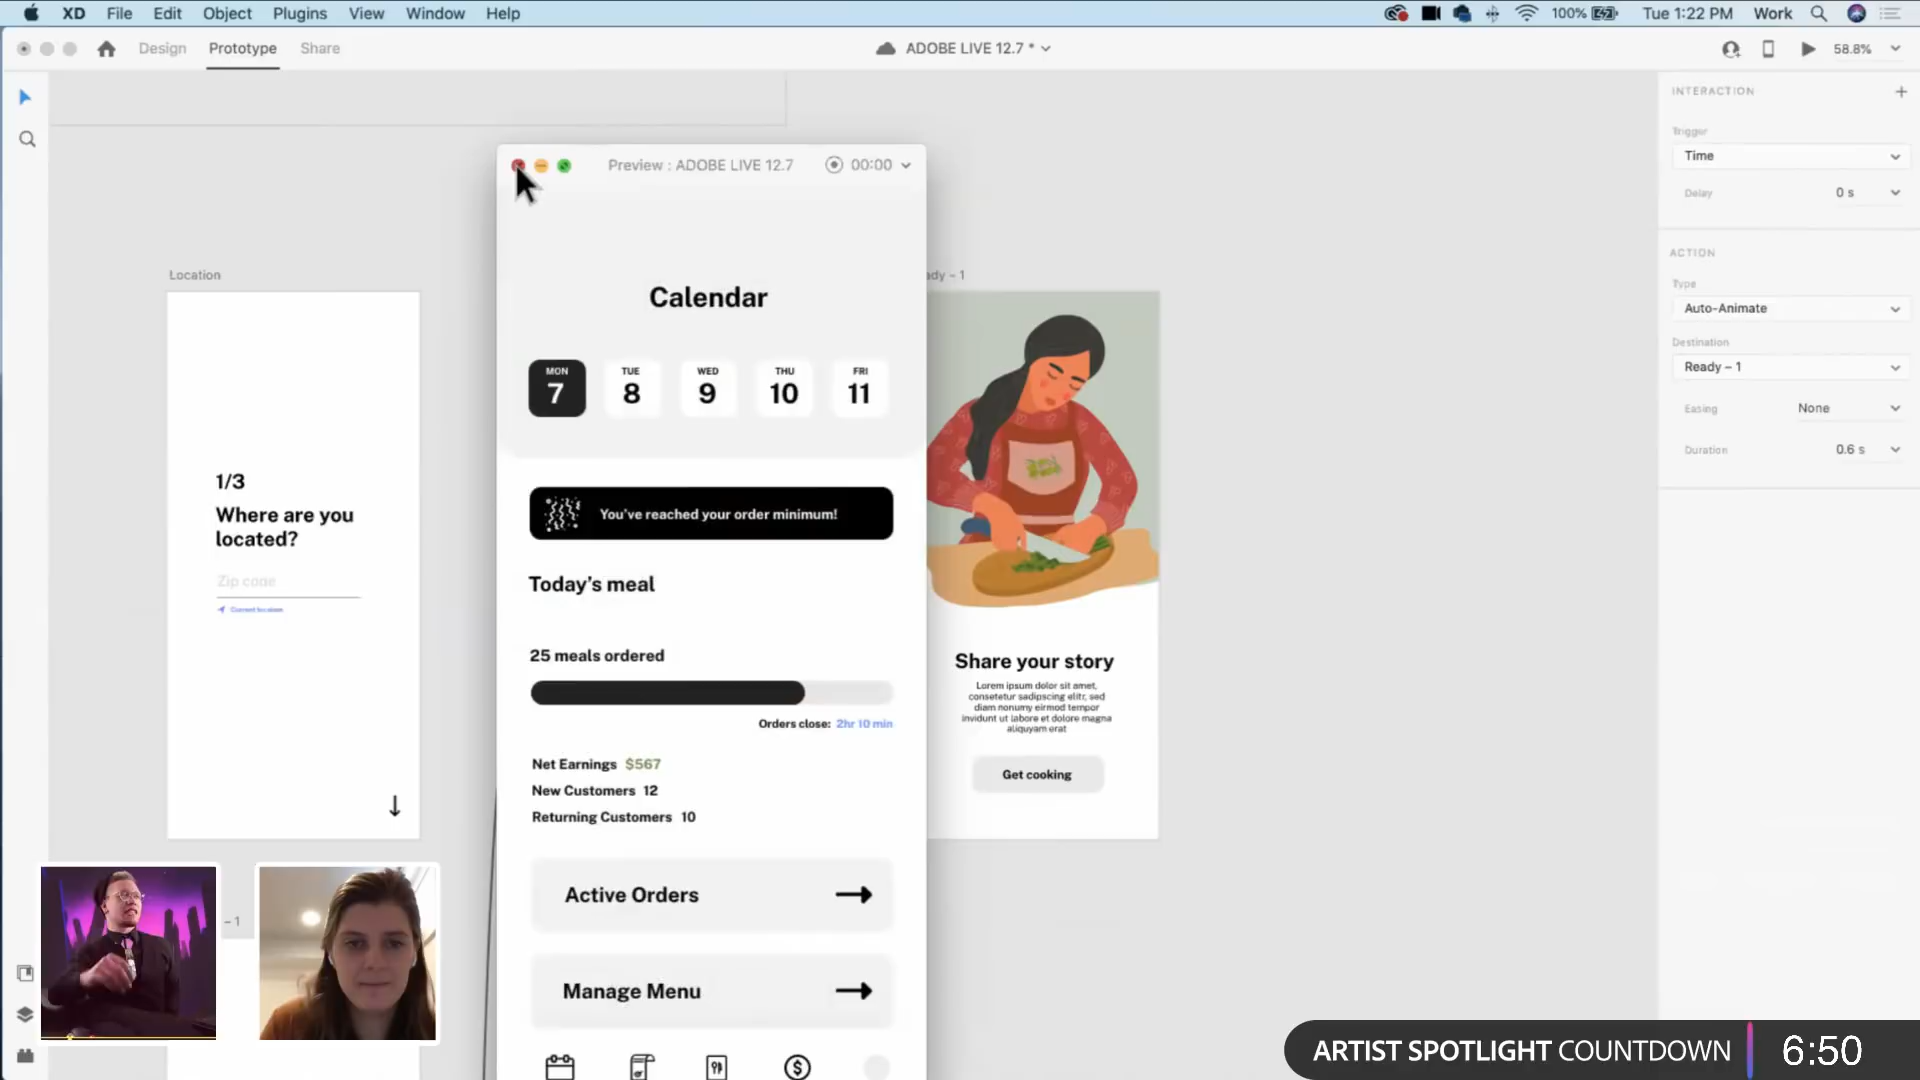 XD File Edit Object Plugins View Window Help 100% Tue 1:22 PM Work
Design Prototype Share ADOBE LIVE 12.7 * 58.8%
INTERACTION
Trigger
Time
Delay 0 s
ACTION
Type
Auto-Animate
Destination
Ready – 1
Easing None
Duration 0.6 s
Location
1/3
Where are you
located?
Zip code
Current location
– 1
Preview : ADOBE LIVE 12.7 00:00
Calendar
MON TUE WED THU FRI
7 8 9 10 11
You've reached your order minimum!
Today's meal
25 meals ordered
Orders close: 2hr 10 min
Net Earnings $567
New Customers 12
Returning Customers 10
Active Orders
Manage Menu
ady – 1
Share your story
Lorem ipsum dolor sit amet,
consetetur sadipscing elitr, sed
diam nonumy eirmod tempor
invidunt ut labore et dolore magna
aliquyam erat
Get cooking
ARTIST SPOTLIGHT COUNTDOWN 6:50